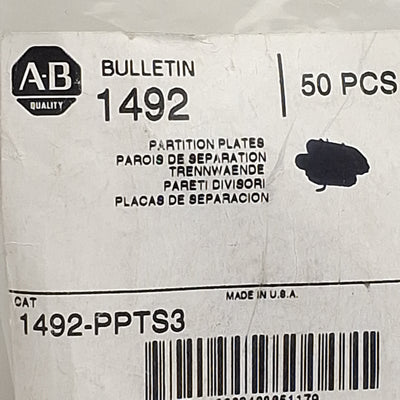 A-B
QUALITY
BULLETIN
1492
50 PCS
PARTITION PLATES
PAROIS DE SEPARATION
TRENNWAENDE
PARETI DIVISORI
PLACAS DE SEPARACION
CAT
MADE IN U.S.A.
1492-PPTS3